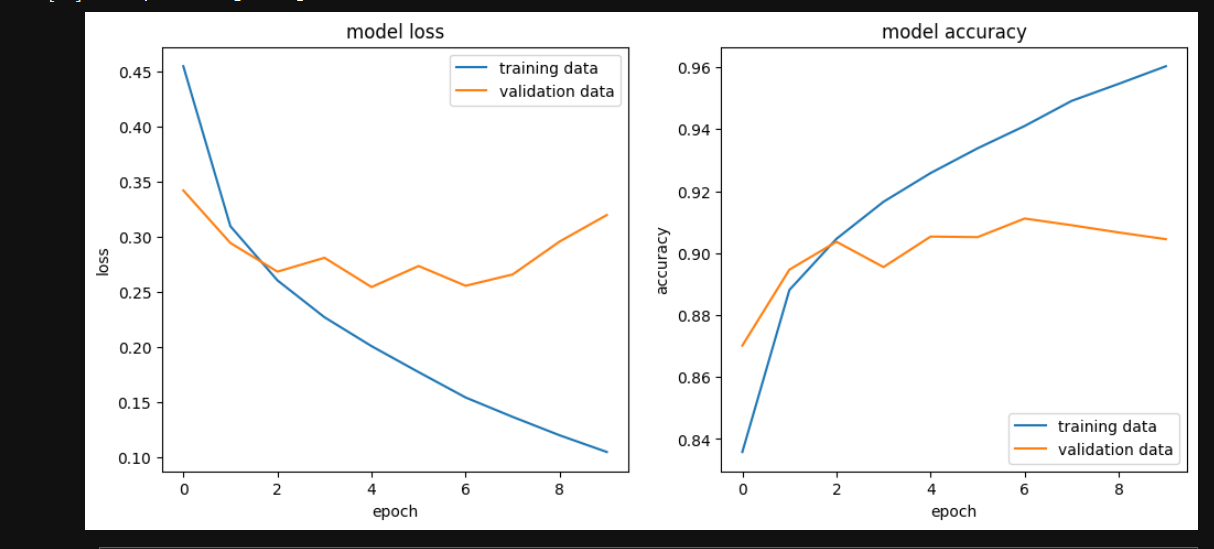 model loss
training data
validation data
0.45
0.40
0.35
0.30
0.25
0.20
0.15
0.10
loss
0 2 4 6 8
epoch
model accuracy
0.96
0.94
0.92
0.90
0.88
0.86
0.84
accuracy
training data
validation data
0 2 4 6 8
epoch